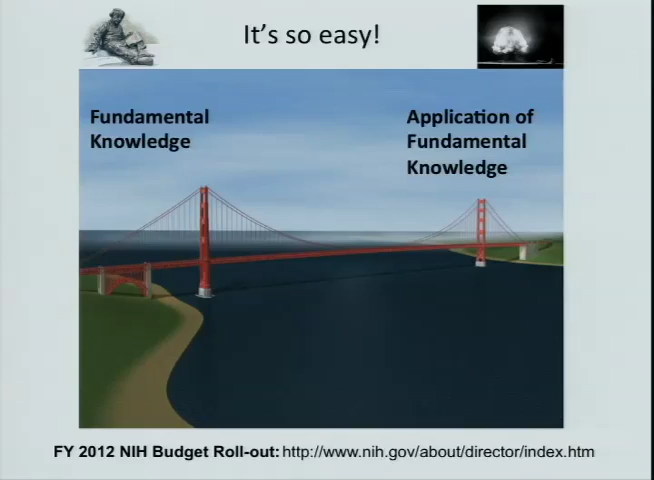 It's so easy!
Fundamental
Knowledge
Application of
Fundamental
Knowledge
FY 2012 NIH Budget Roll-out: http://www.nih.gov/about/director/index.htm